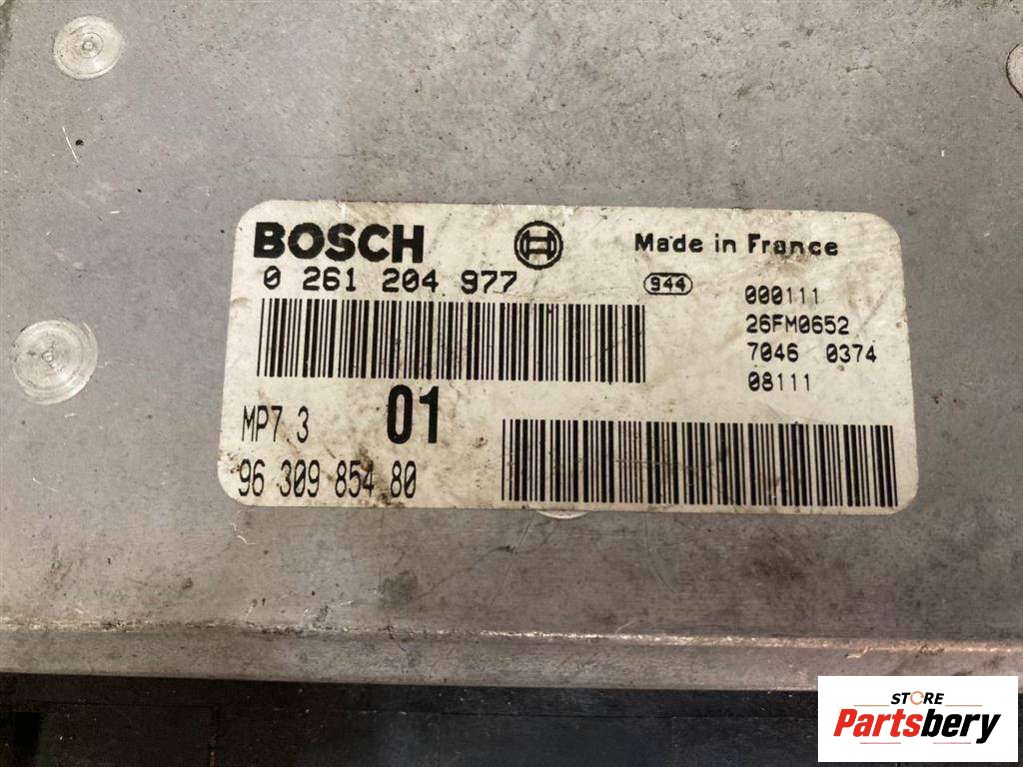 BOSCH
Made in France
0 261 204 977
944
000111
26FM0652
7046 0374
08111
MP7.3 01
96 309 854 80
STORE
Partsbery